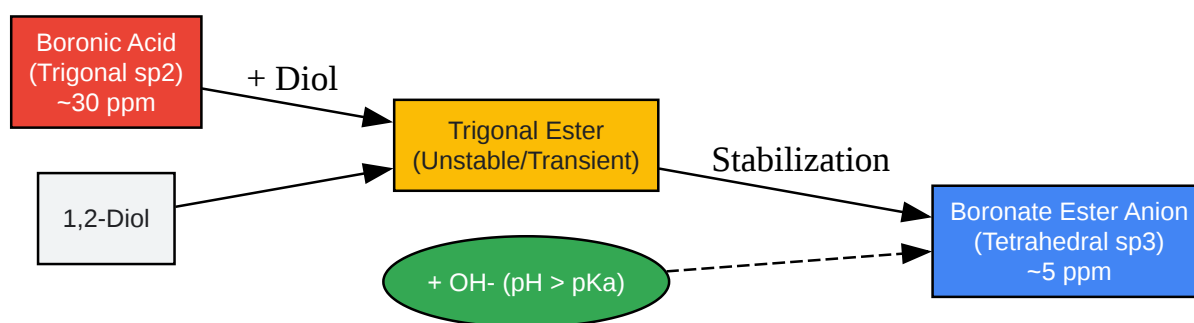 Boronic Acid
(Trigonal sp2)
~30 ppm
+ Diol
1,2-Diol
Trigonal Ester
(Unstable/Transient)
Stabilization
+ OH- (pH > pKa)
Boronate Ester Anion
(Tetrahedral sp3)
~5 ppm